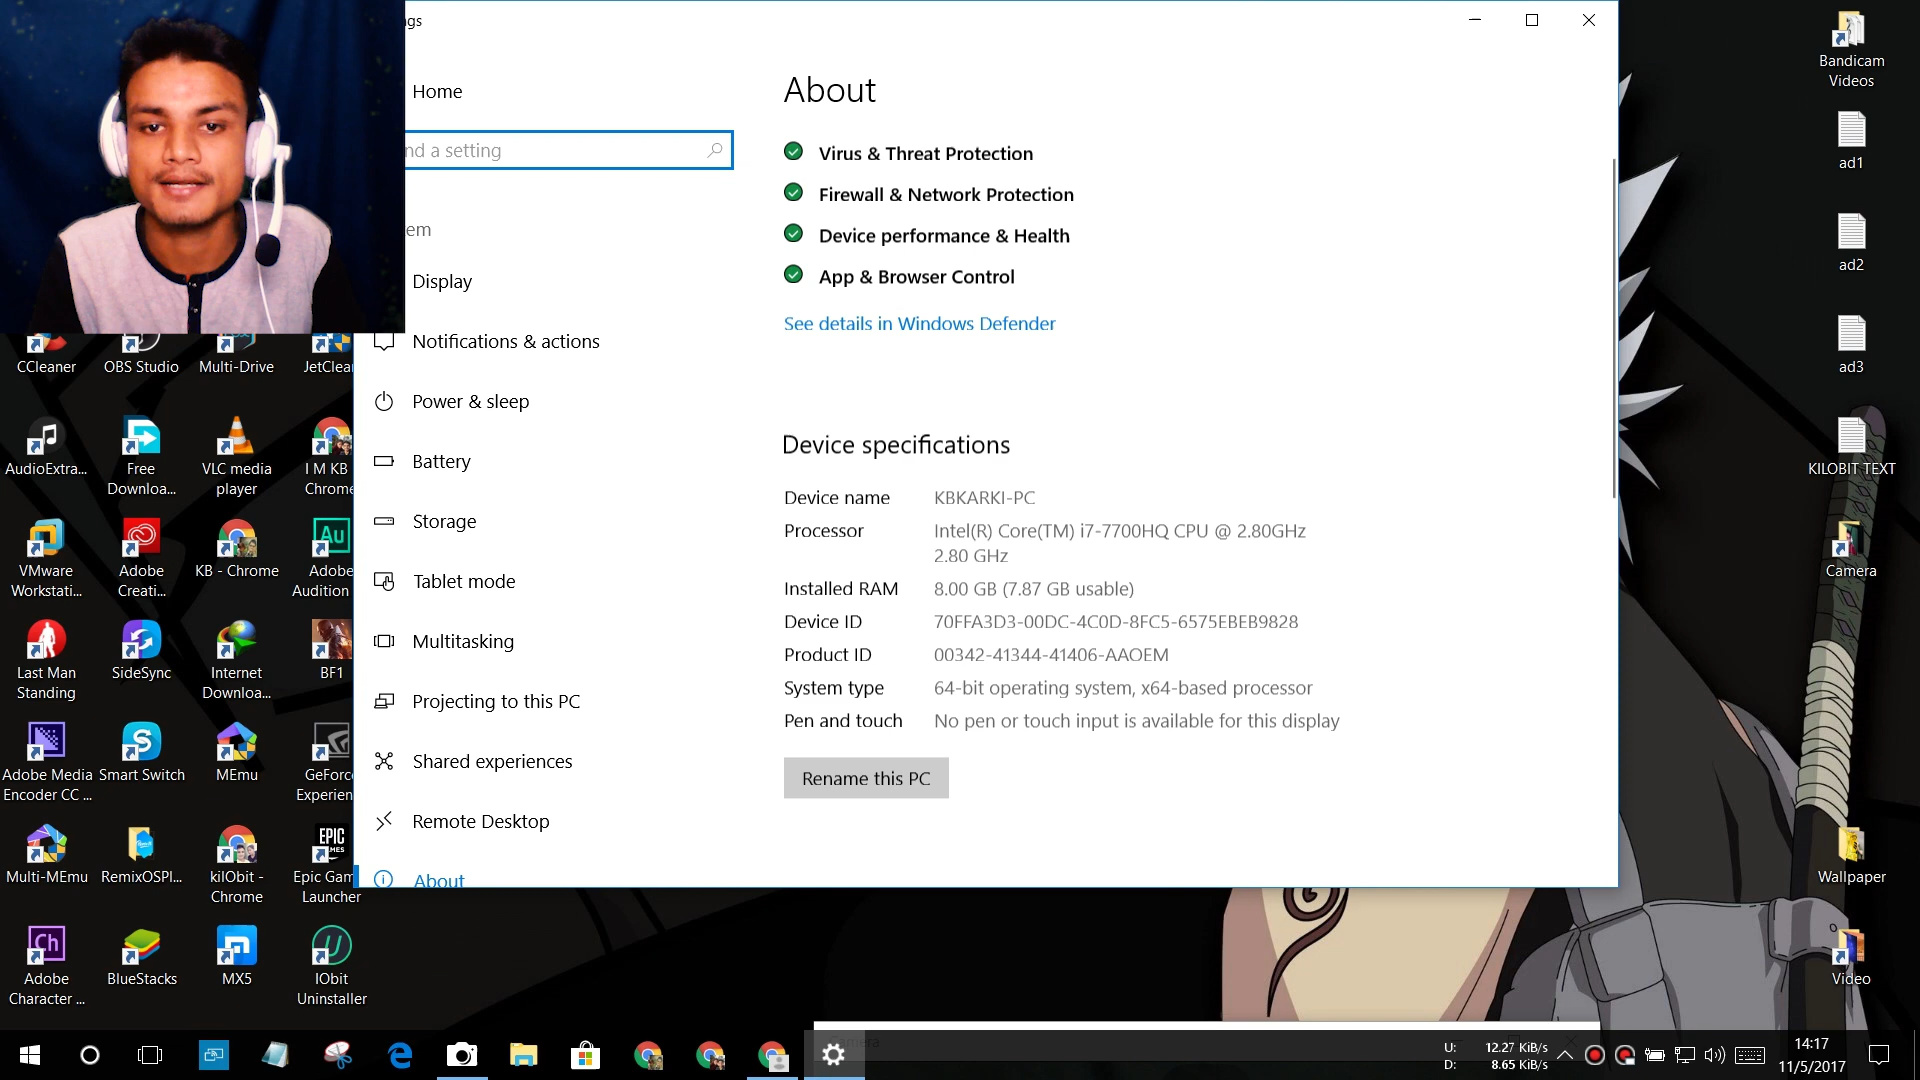 ngs
Home
nd a setting
em
Display
Notifications & actions
Power & sleep
Battery
Storage
Tablet mode
Multitasking
Projecting to this PC
Shared experiences
Remote Desktop
About
About
Virus & Threat Protection
Firewall & Network Protection
Device performance & Health
App & Browser Control
See details in Windows Defender
Device specifications
Device name KBKARKI-PC
Processor Intel(R) Core(TM) i7-7700HQ CPU @ 2.80GHz
2.80 GHz
Installed RAM 8.00 GB (7.87 GB usable)
Device ID 70FFA3D3-00DC-4C0D-8FC5-6575EBEB9828
Product ID 00342-41344-41406-AAOEM
System type 64-bit operating system, x64-based processor
Pen and touch No pen or touch input is available for this display
Rename this PC
CCleaner
OBS Studio
Multi-Drive
JetClea
AudioExtra...
Free
Downloa...
VLC media
player
I M KB
Chrome
VMware
Workstati...
Adobe
Creati...
KB - Chrome
Au
Adobe
Audition
Last Man
Standing
SideSync
Internet
Downloa...
BF1
Adobe Media
Encoder CC ...
Smart Switch
MEmu
GeForce
Experien
Multi-MEmu
RemixOSPl...
kilObit -
Chrome
EPIC
GAMES
Epic Gam
Launcher
Ch
Adobe
Character ...
BlueStacks
MX5
IObit
Uninstaller
Bandicam
Videos
ad1
ad2
ad3
KILOBIT TEXT
Camera
Wallpaper
Video
U: 12.27 KiB/s
D: 8.65 KiB/s
14:17
11/5/2017